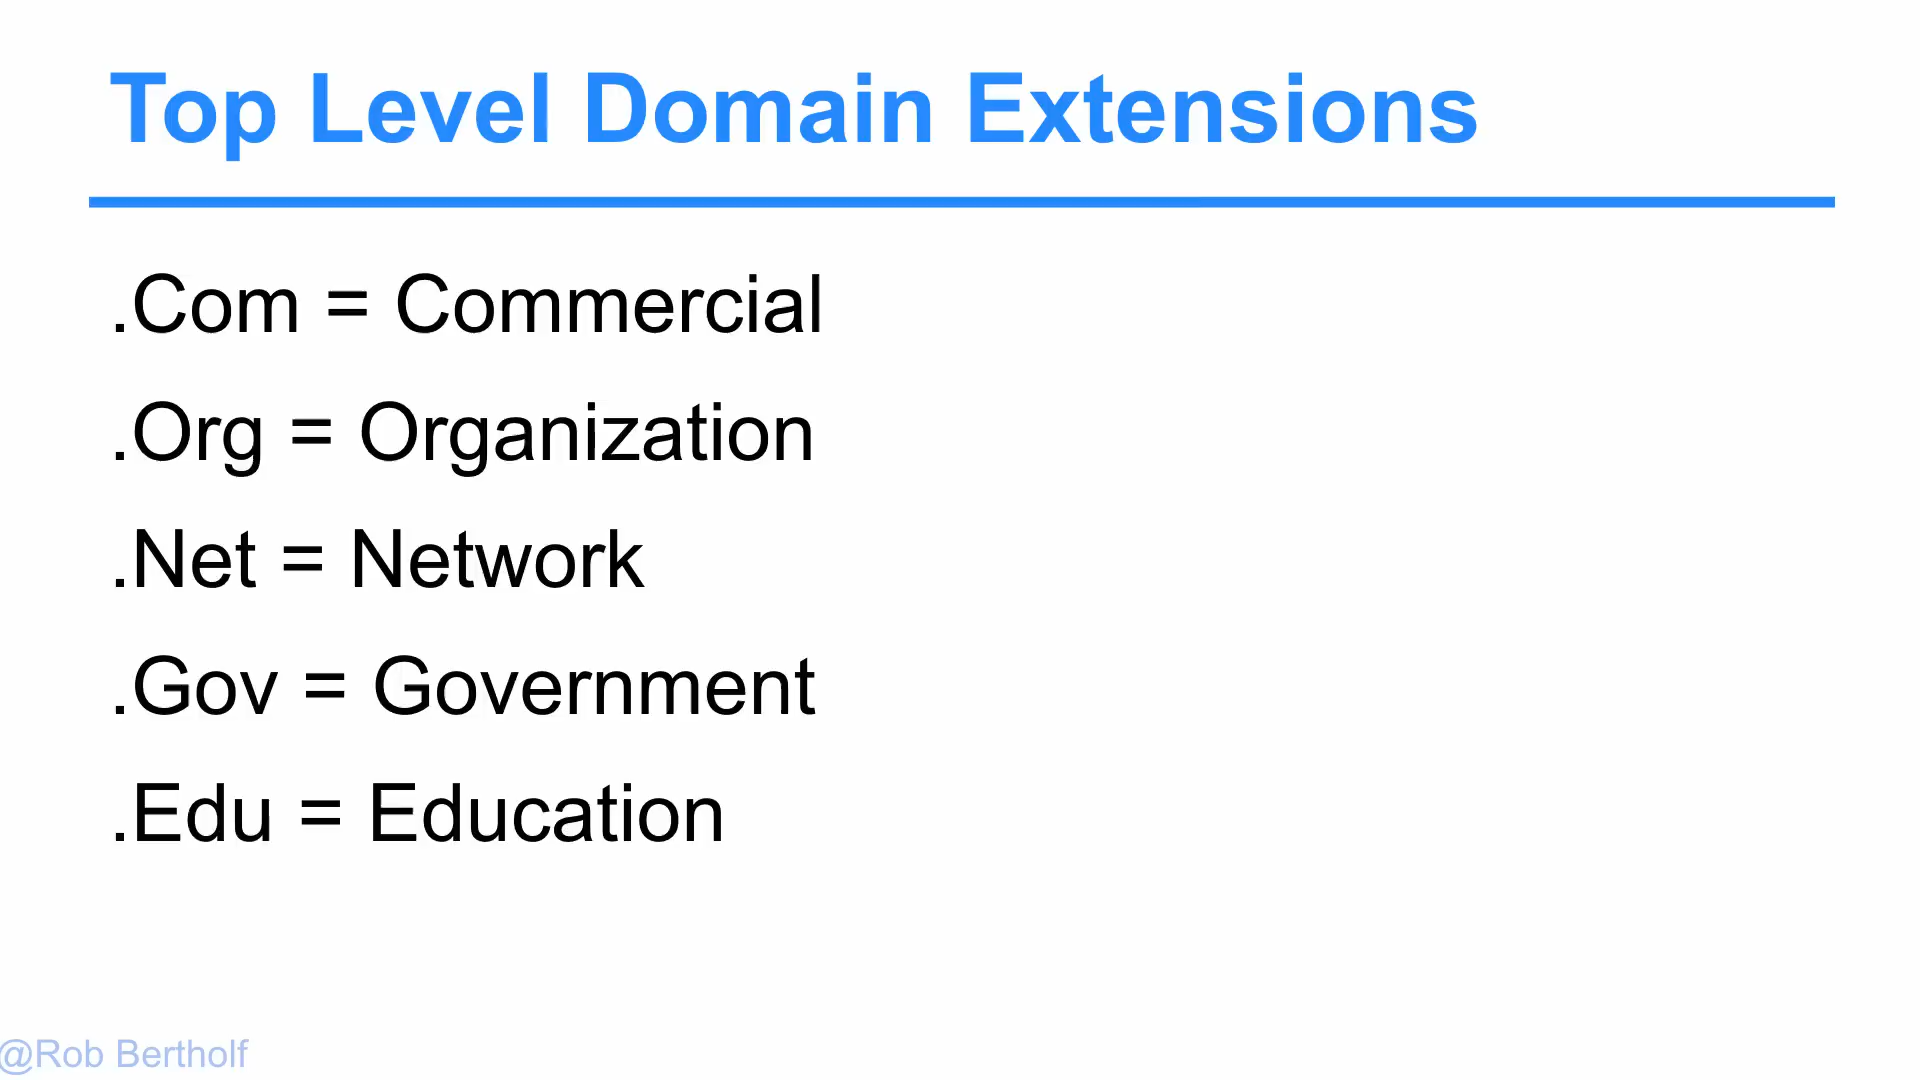 Top Level Domain Extensions
.Com = Commercial
.Org = Organization
.Net = Network
.Gov = Government
.Edu = Education
@Rob Bertholf